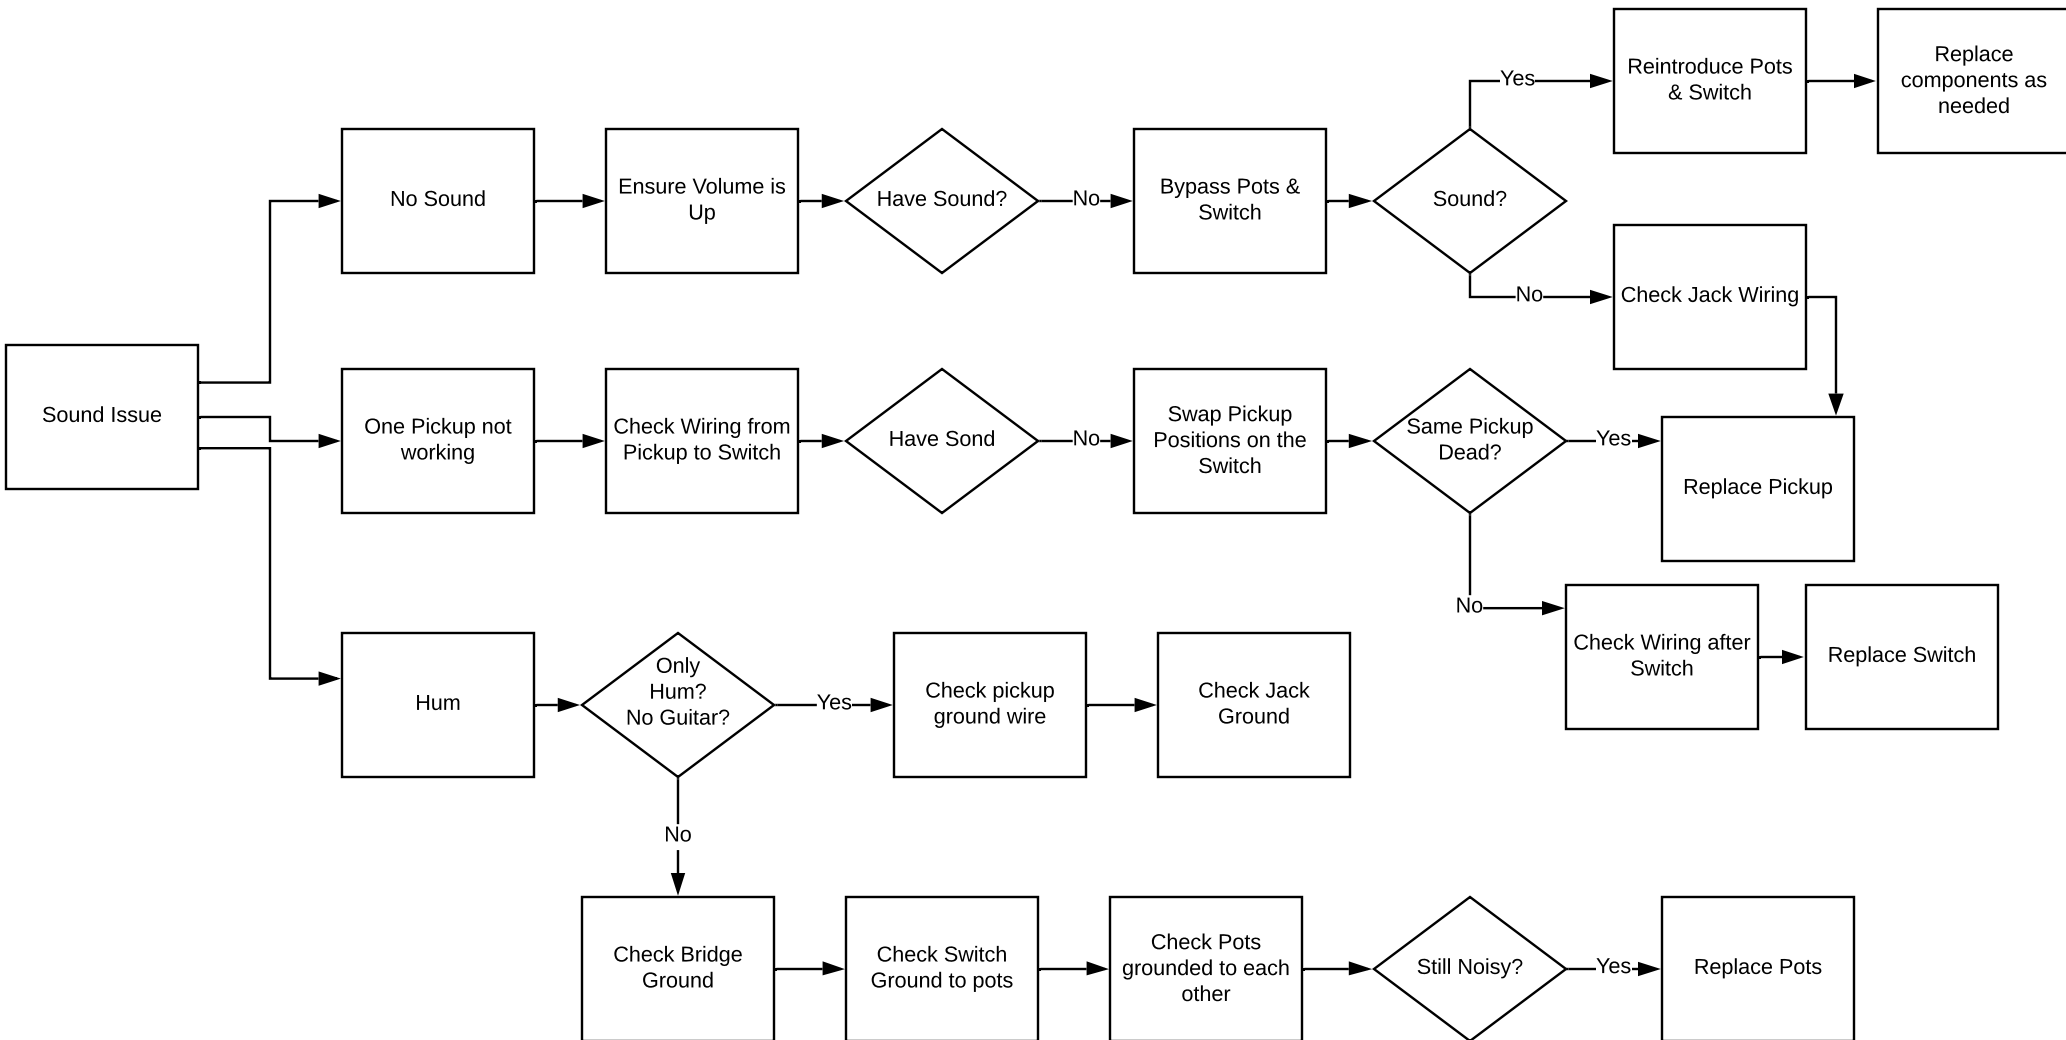 Sound Issue
No Sound
Ensure Volume is
Up
Have Sound?
No
Bypass Pots &
Switch
Sound?
Yes
Reintroduce Pots
& Switch
Replace
components as
needed
No
Check Jack Wiring
One Pickup not
working
Check Wiring from
Pickup to Switch
Have Sond
No
Swap Pickup
Positions on the
Switch
Same Pickup
Dead?
Yes
Replace Pickup
No
Check Wiring after
Switch
Replace Switch
Hum
Only
Hum?
No Guitar?
Yes
Check pickup
ground wire
Check Jack
Ground
No
Check Bridge
Ground
Check Switch
Ground to pots
Check Pots
grounded to each
other
Still Noisy?
Yes
Replace Pots